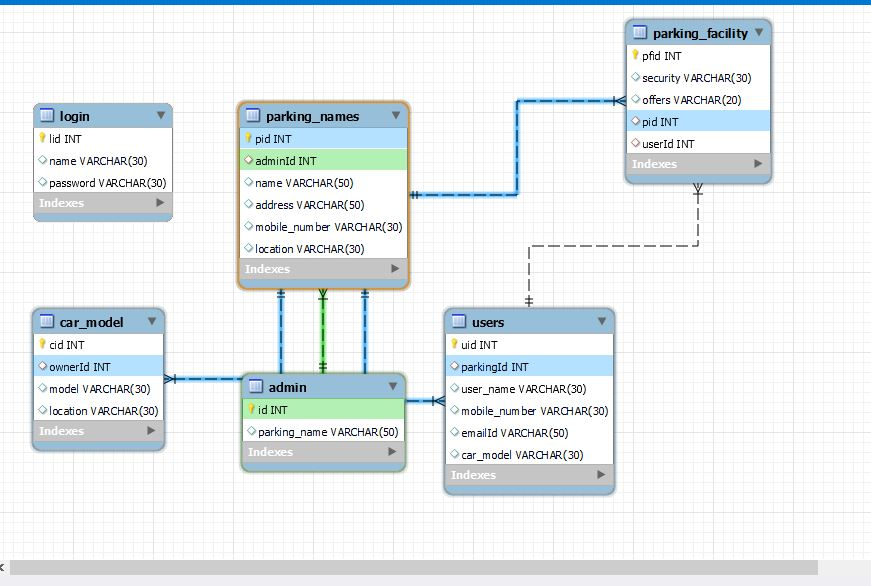 parking_facility
pfid INT
security VARCHAR(30)
offers VARCHAR(20)
pid INT
userId INT
Indexes
login
lid INT
name VARCHAR(30)
password VARCHAR(30)
Indexes
parking_names
pid INT
adminId INT
name VARCHAR(50)
address VARCHAR(50)
mobile_number VARCHAR(30)
location VARCHAR(30)
Indexes
car_model
cid INT
ownerId INT
model VARCHAR(30)
location VARCHAR(30)
Indexes
admin
id INT
parking_name VARCHAR(50)
Indexes
users
uid INT
parkingId INT
user_name VARCHAR(30)
mobile_number VARCHAR(30)
emailId VARCHAR(50)
car_model VARCHAR(30)
Indexes